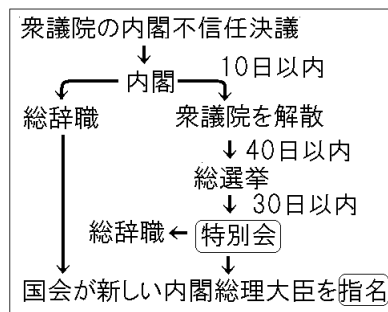 衆議院の内閣不信任決議
内閣
10日以内
総辞職
衆議院を解散
40日以内
総選挙
30日以内
総辞職
特別会
国会が新しい内閣総理大臣を指名